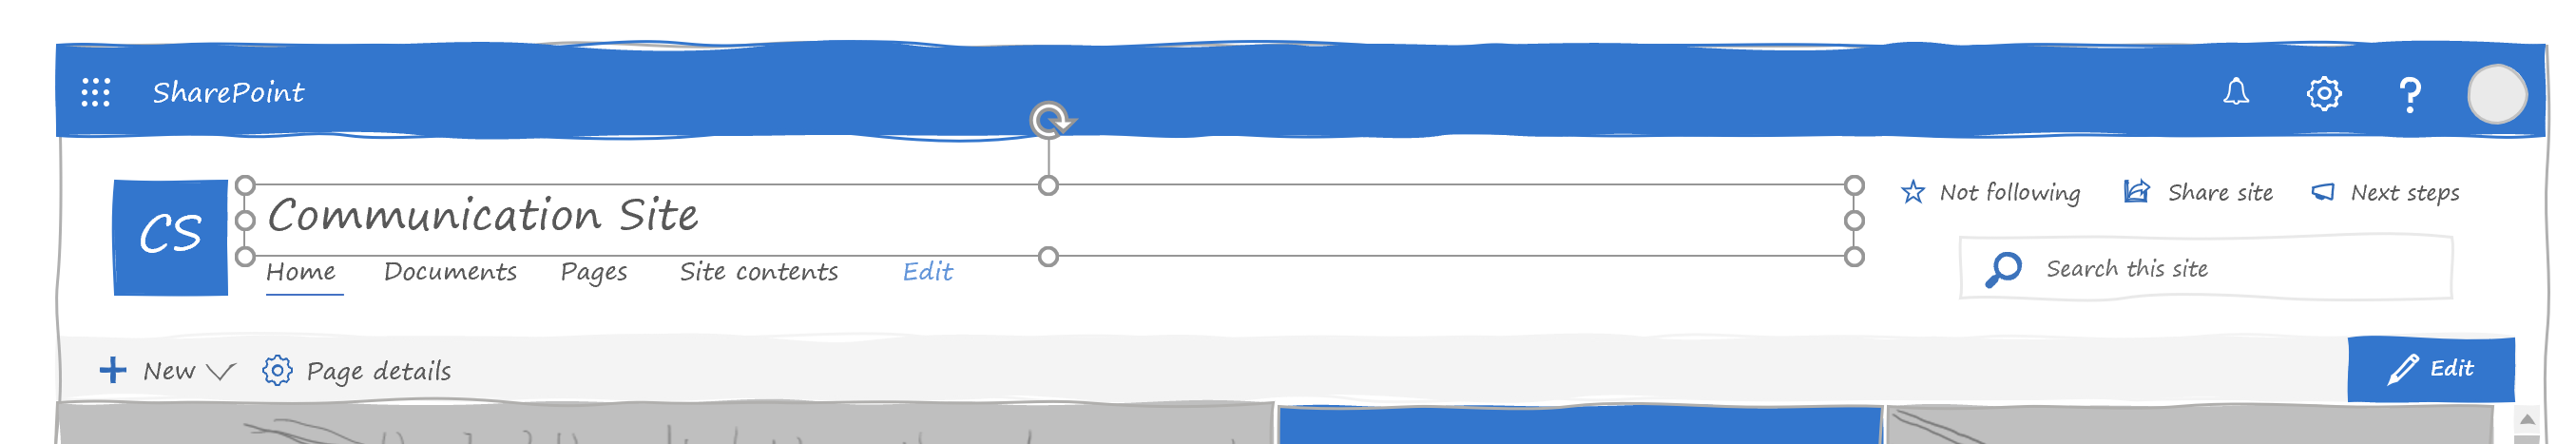 SharePoint
?
CS
Communication Site
Not following Share site Next steps
Home Documents Pages Site contents Edit
Search this site
New Page details
Edit